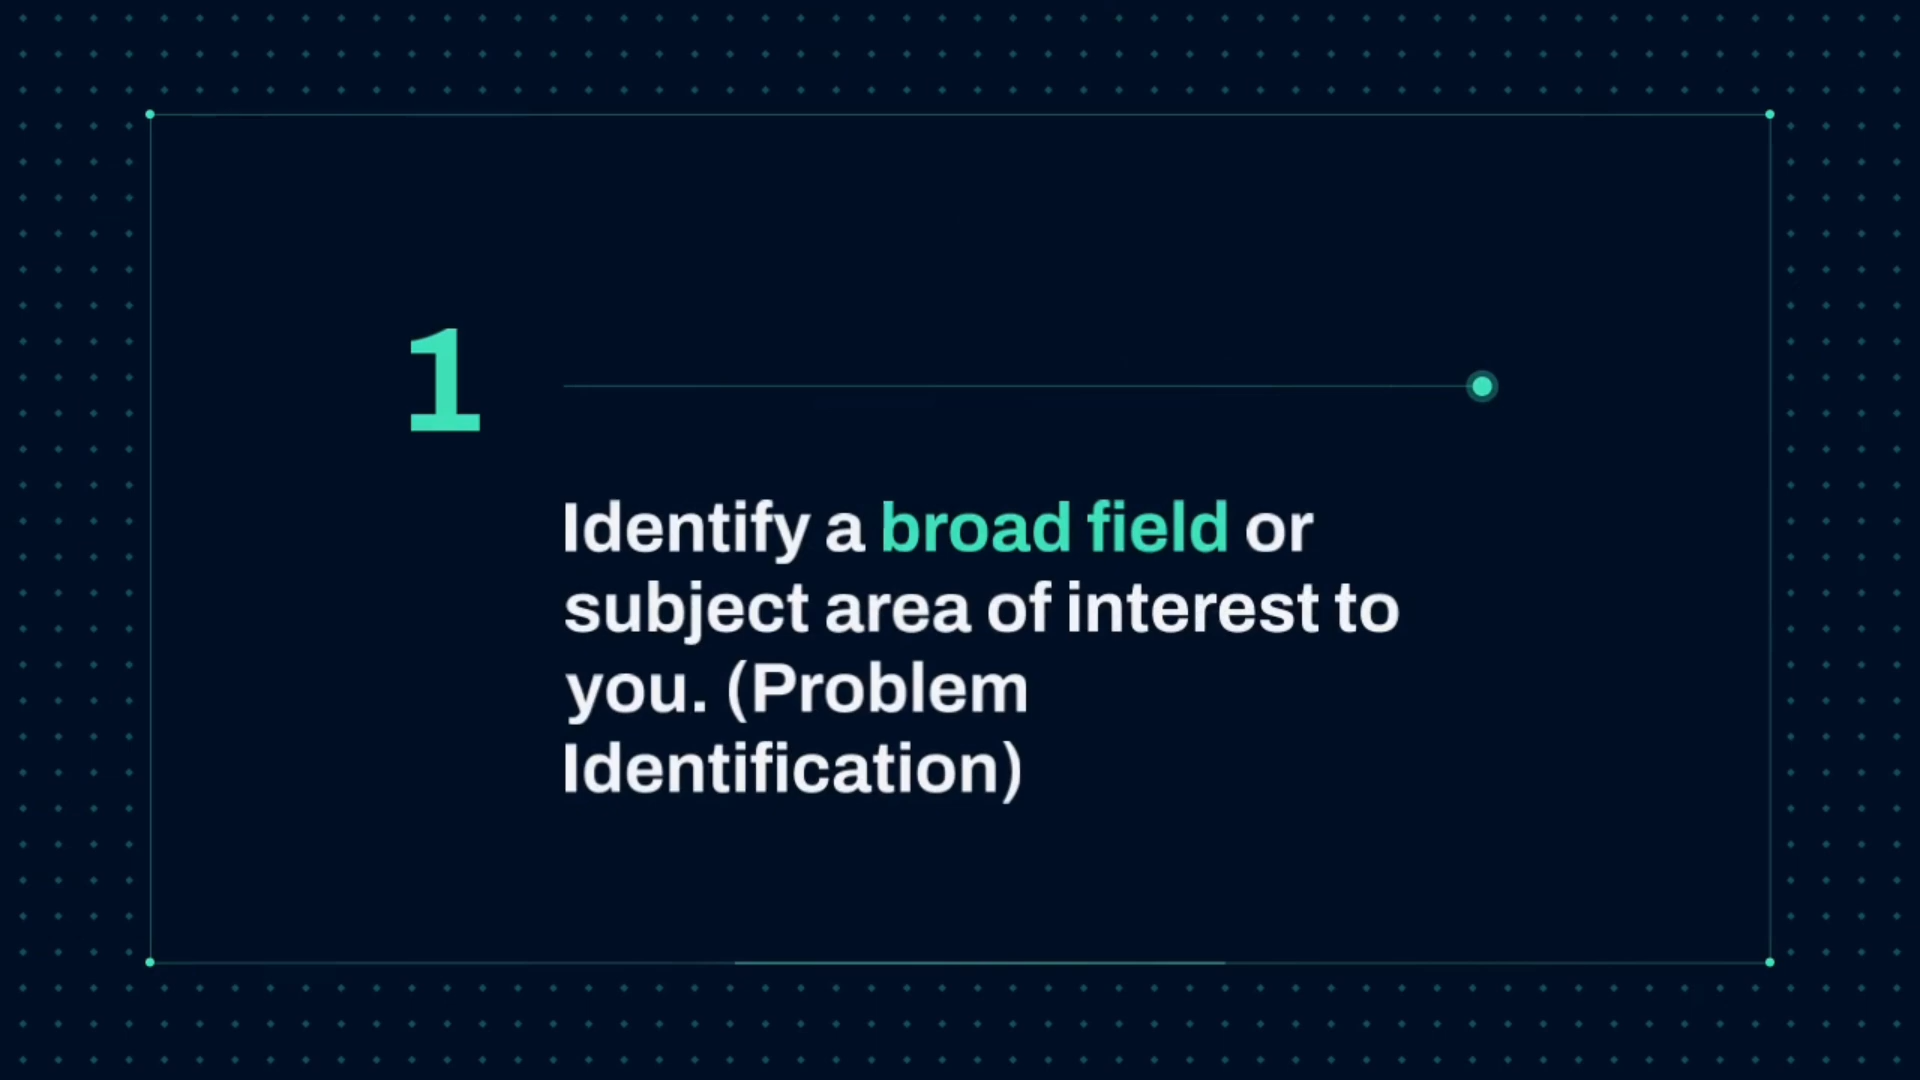 1
Identify a broad field or
subject area of interest to
you. (Problem
Identification)